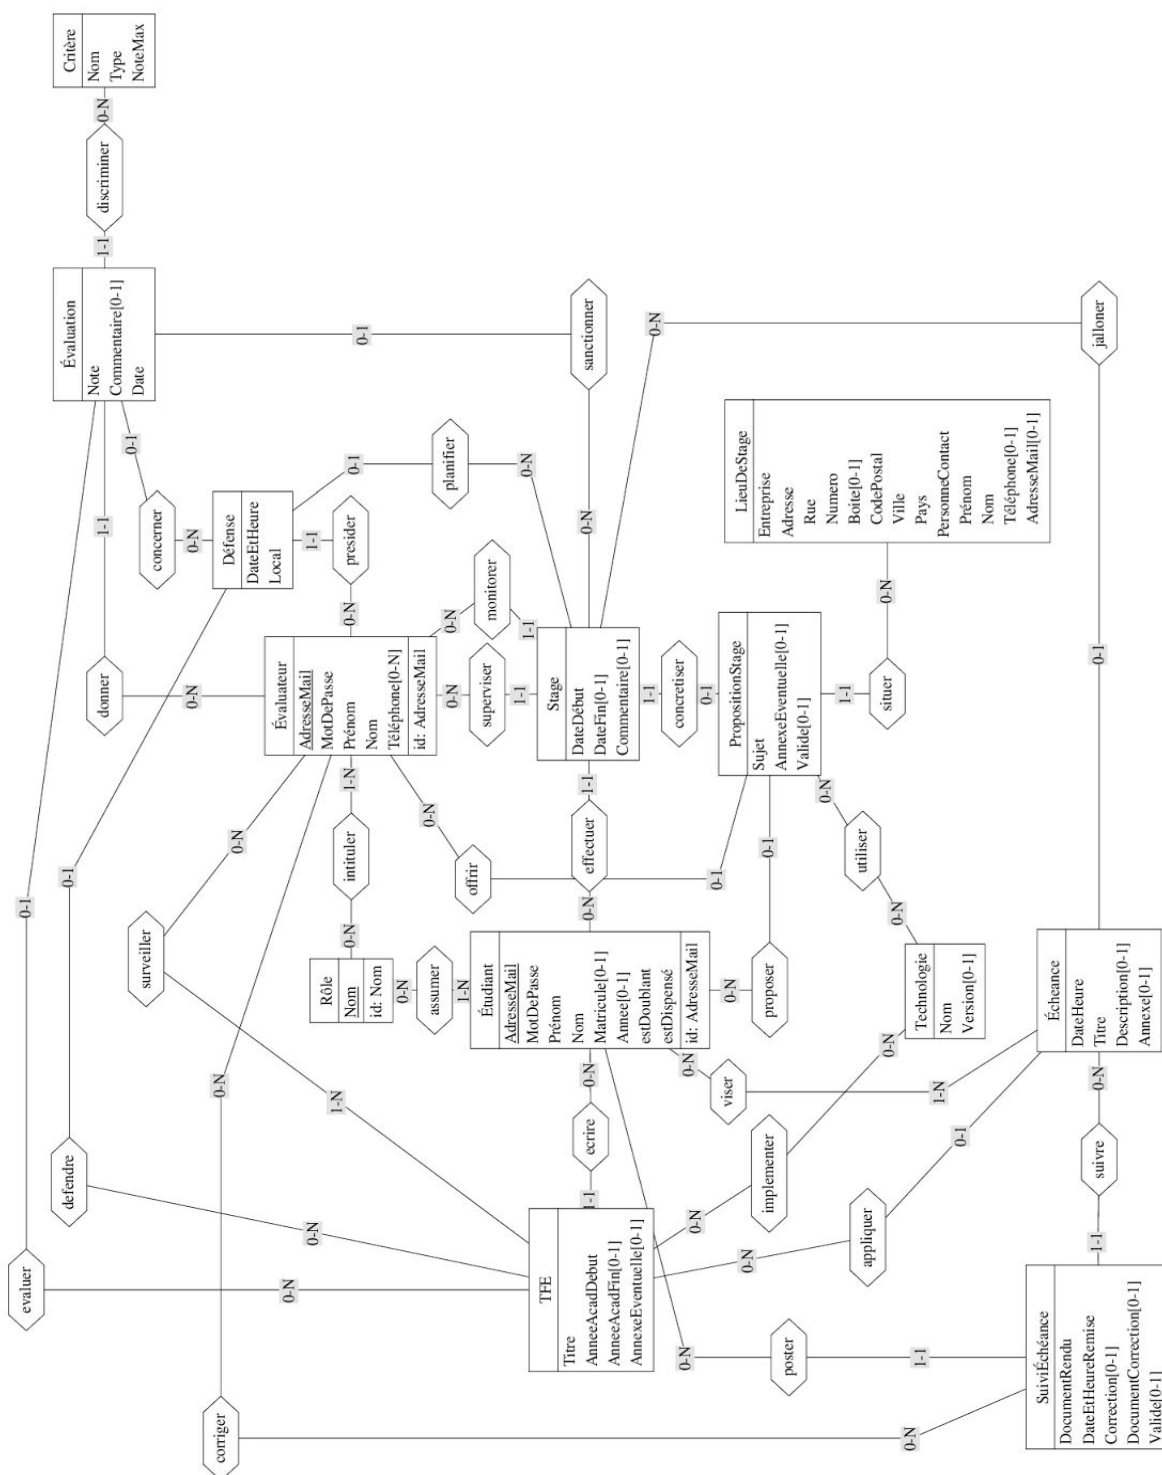 Critère
Nom
Type
NoteMax
0-N
discriminer
1-1
Évaluation
Note
Commentaire[0-1]
Date
0-1
sanctionner
0-N
0-N
jalloner
0-1
0-1
evaluer
0-N
1-1
donner
0-N
0-1
concerner
0-N
Défense
DateEtHeure
Local
0-1
planifier
0-N
1-1
presider
0-N
0-1
defendre
0-N
Évaluateur
AdresseMail
MotDePasse
Prénom
Nom
Téléphone[0-N]
id: AdresseMail
0-N
monitorer
1-1
0-N
superviser
1-1
Stage
DateDébut
DateFin[0-1]
Commentaire[0-1]
1-1
concretiser
0-1
PropositionStage
Sujet
AnnexeEventuelle[0-1]
Valide[0-1]
1-1
situer
0-N
LieuDeStage
Entreprise
Adresse
Rue
Numero
Boite[0-1]
CodePostal
Ville
Pays
PersonneContact
Prénom
Nom
Téléphone[0-1]
AdresseMail[0-1]
0-N
surveiller
1-N
0-N
corriger
0-N
1-N
intituler
0-N
Rôle
Nom
id: Nom
0-N
assumer
1-N
0-N
offrir
0-1
1-1
effectuer
0-N
Étudiant
AdresseMail
MotDePasse
Prénom
Nom
Matricule[0-1]
Annee[0-1]
estDoublant
estDispensé
id: AdresseMail
0-1
proposer
0-N
0-N
utiliser
0-N
Technologie
Nom
Version[0-1]
0-N
implementer
0-N
0-N
viser
1-N
Écheance
DateHeure
Titre
Description[0-1]
Annexe[0-1]
0-N
ecrire
1-1
TFE
Titre
AnneeAcadDebut
AnneeAcadFin[0-1]
AnnexeEventuelle[0-1]
0-N
appliquer
0-1
0-N
suivre
1-1
0-N
poster
1-1
SuiviÉchéance
DocumentRendu
DateEtHeureRemise
Correction[0-1]
DocumentCorrection[0-1]
Valide[0-1]